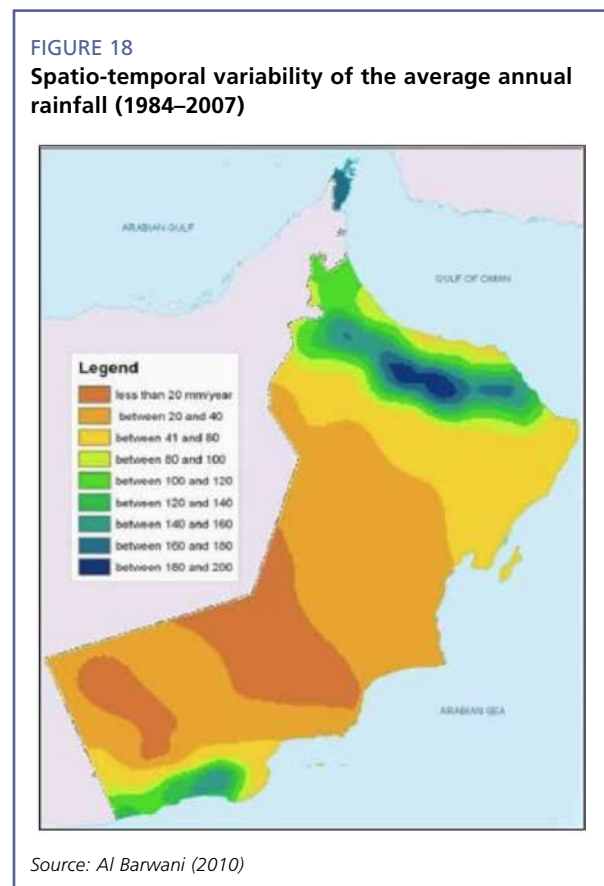 FIGURE 18
Spatio-temporal variability of the average annual
rainfall (1984–2007)
ARABIAN GULF
GULF OF OMAN
Legend
less than 20 mm/year
between 20 and 40
between 41 and 80
between 80 and 100
between 100 and 120
between 120 and 140
between 140 and 160
between 160 and 180
between 180 and 200
ARABIAN SEA
Source: Al Barwani (2010)